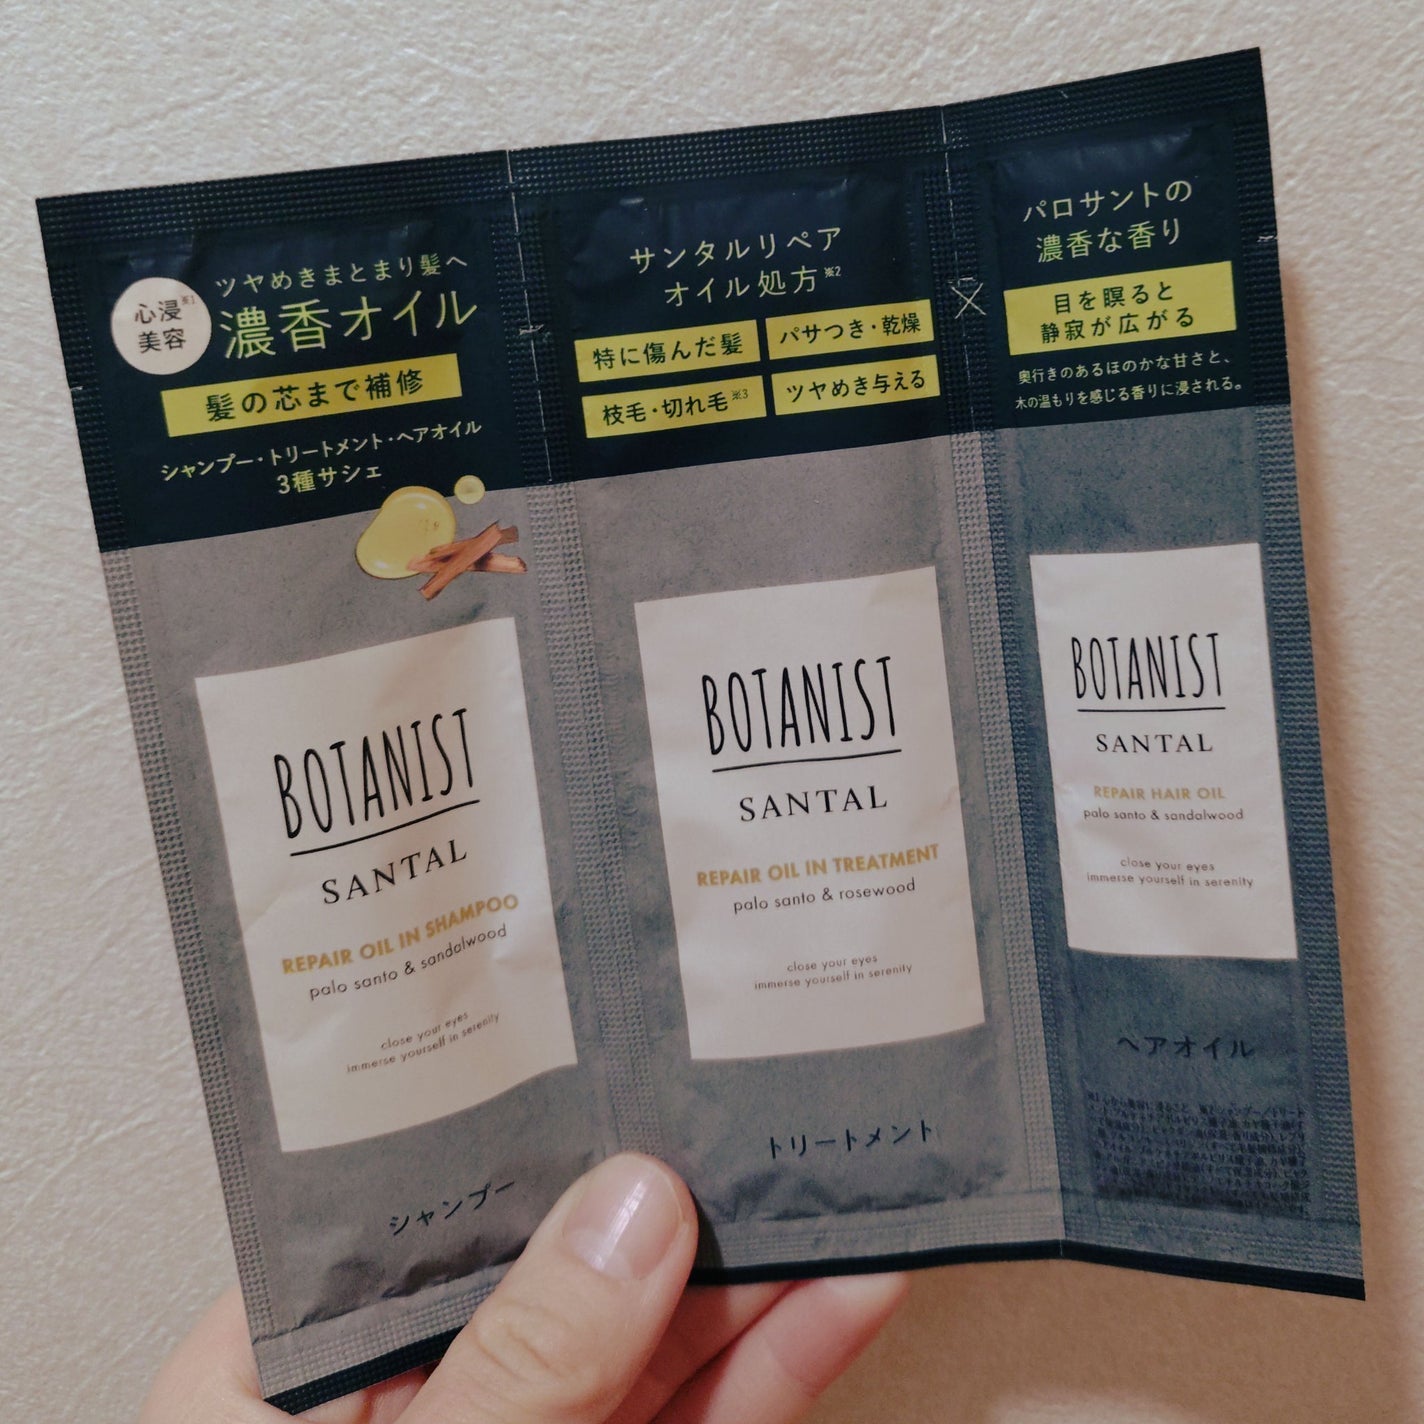 心浸※1
美容
ツヤめきまとまり髪へ
濃香オイル
髪の芯まで補修
シャンプー・トリートメント・ヘアオイル
3種サシェ
BOTANIST
SANTAL
REPAIR OIL IN SHAMPOO
palo santo & sandalwood
close your eyes
immerse yourself in serenity
シャンプー
サンタルリペア
オイル処方※2
特に傷んだ髪
パサつき・乾燥
枝毛・切れ毛※3
ツヤめき与える
BOTANIST
SANTAL
REPAIR OIL IN TREATMENT
palo santo & rosewood
close your eyes
immerse yourself in serenity
トリートメント
パロサントの
濃香な香り
目を瞑ると
静寂が広がる
奥行きのあるほのかな甘さと、
木の温もりを感じる香りに浸される。
BOTANIST
SANTAL
REPAIR HAIR OIL
palo santo & sandalwood
close your eyes
immerse yourself in serenity
ヘアオイル